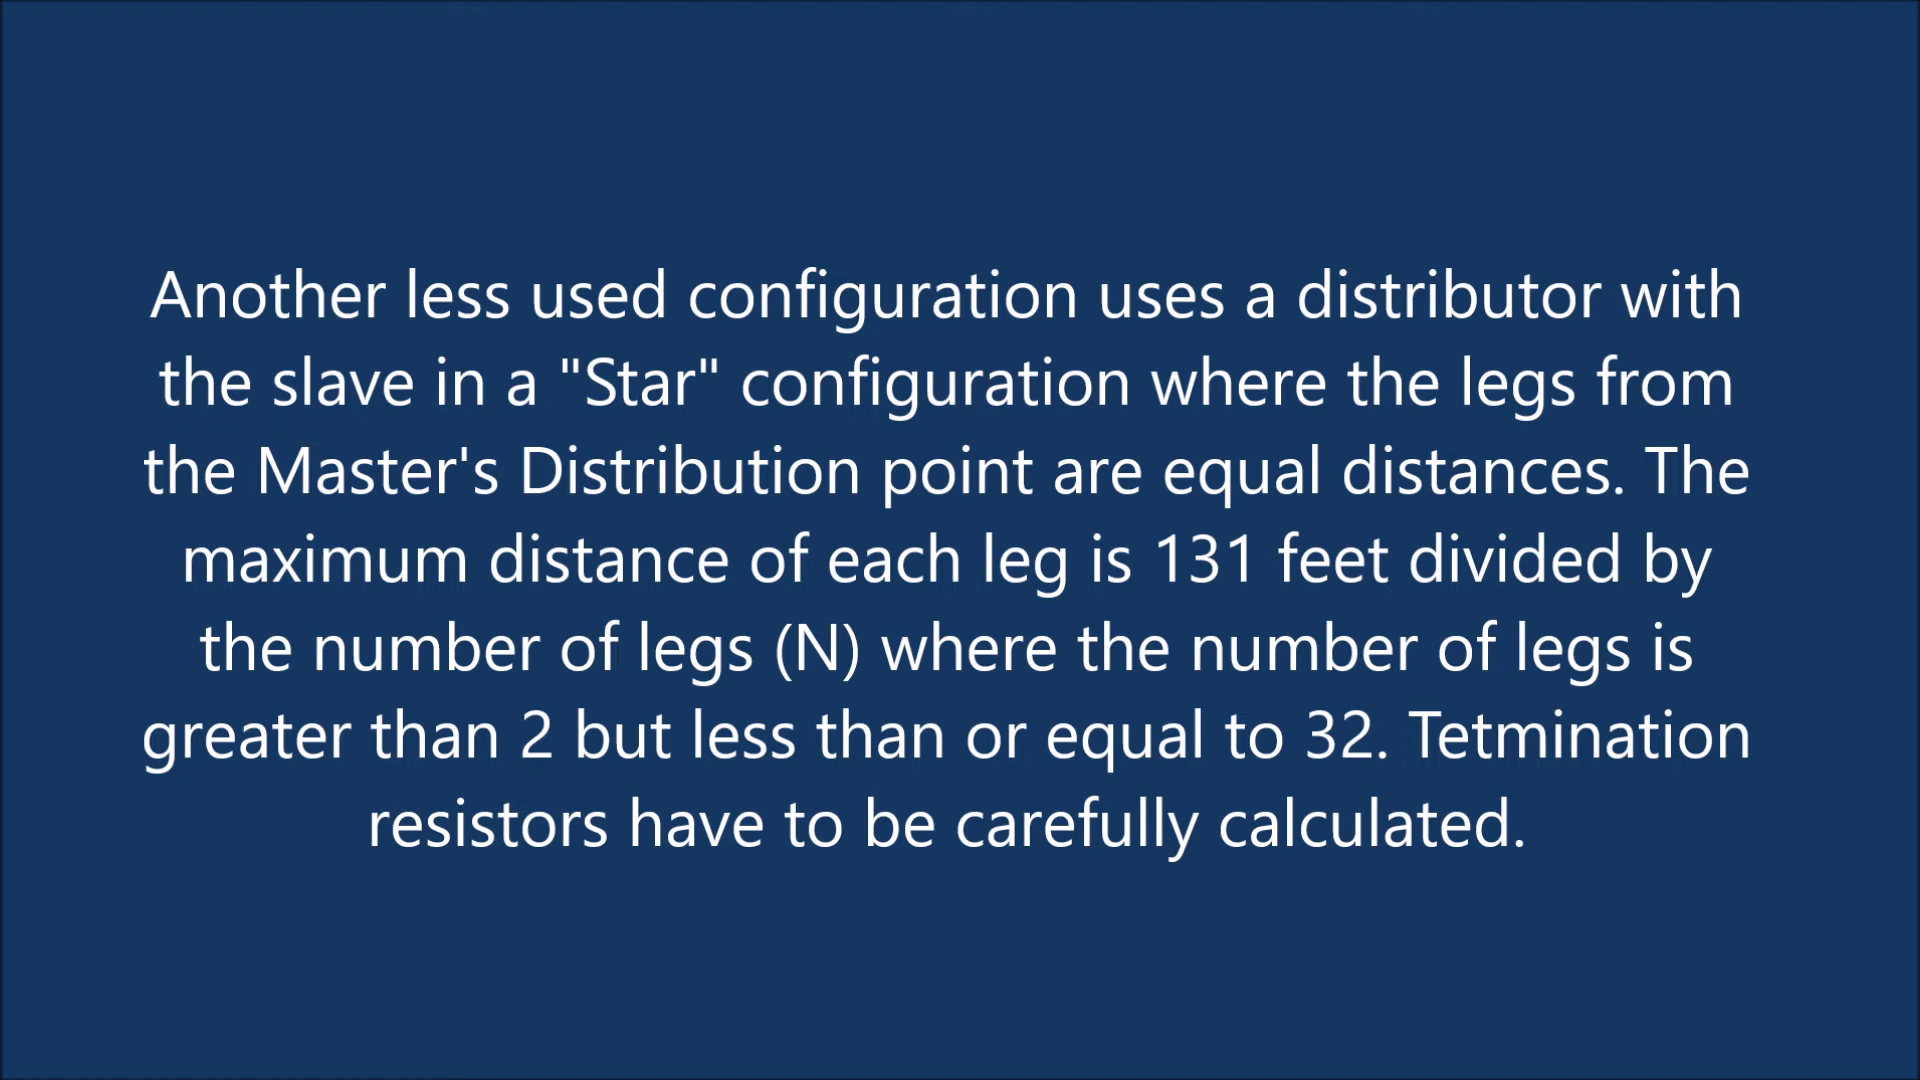 Another less used configuration uses a distributor with
the slave in a "Star" configuration where the legs from
the Master's Distribution point are equal distances. The
maximum distance of each leg is 131 feet divided by
the number of legs (N) where the number of legs is
greater than 2 but less than or equal to 32. Tetmination
resistors have to be carefully calculated.